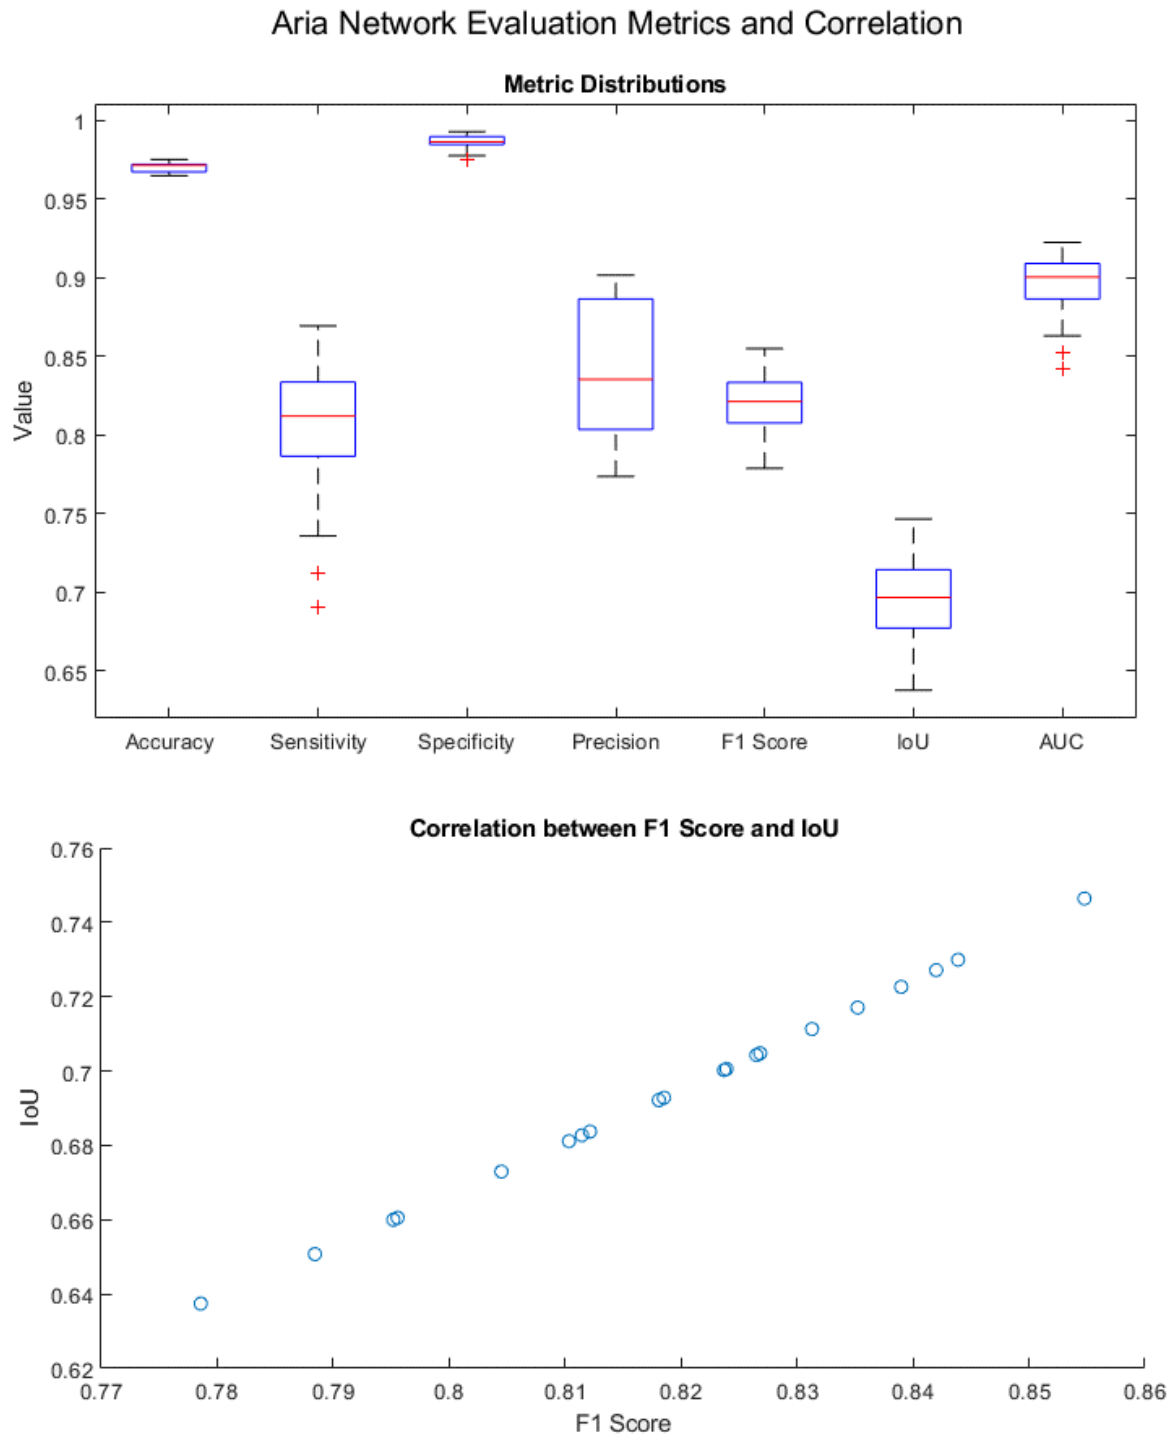 Aria Network Evaluation Metrics and Correlation
Metric Distributions
1
0.95
0.9
0.85
0.8
0.75
0.7
0.65
Value
Accuracy Sensitivity Specificity Precision F1 Score IoU AUC
Correlation between F1 Score and IoU
0.76
0.74
0.72
0.7
0.68
0.66
0.64
0.62
IoU
0.77 0.78 0.79 0.8 0.81 0.82 0.83 0.84 0.85 0.86
F1 Score